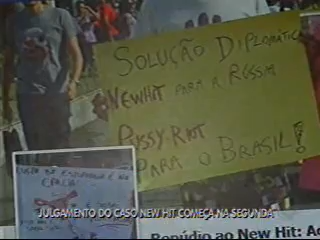 SOLUÇÃO DIPLOMÁTICA
NEWHIT PARA A RÚSSIA
PUSSY RIOT
PARA O BRASIL!
JULGAMENTO DO CASO NEW HIT COMEÇA NA SEGUNDA
Repúdio ao New Hit: